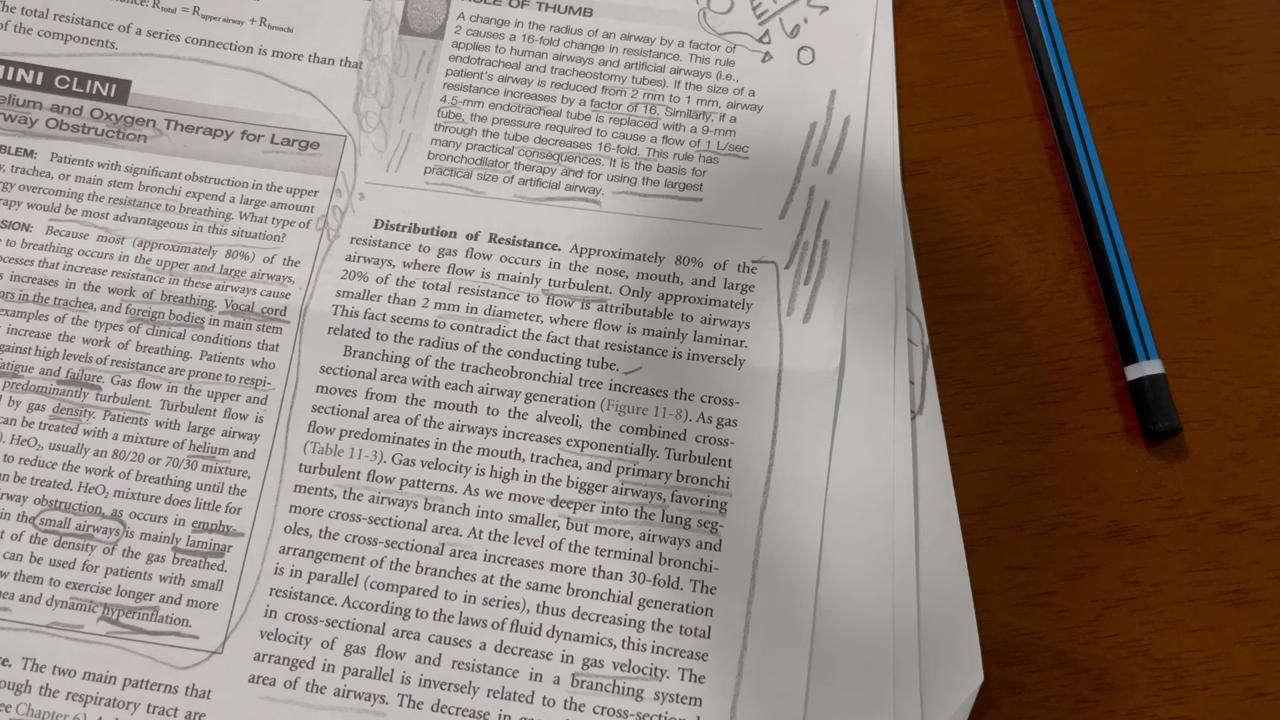 R total = R upper airway + R bronchi
The total resistance of a series connection is more than that
of the components.
MINI CLINI
Helium and Oxygen Therapy for Large
Airway Obstruction
Patients with significant obstruction in the upper
trachea, or main stem bronchi expend a large amount
overcoming the resistance to breathing. What type of
would be most advantageous in this situation?
Because most (approximately 80%) of the
to breathing occurs in the upper and large airways,
that increase resistance in these airways cause
increases in the work of breathing. Vocal cord
in the trachea, and foreign bodies in main stem
examples of the types of clinical conditions that
increase the work of breathing. Patients who
against high levels of resistance are prone to respi-
fatigue and failure. Gas flow in the upper and
predominantly turbulent. Turbulent flow is
by gas density. Patients with large airway
can be treated with a mixture of helium and
HeO2, usually an 80/20 or 70/30 mixture,
to reduce the work of breathing until the
be treated. HeO2 mixture does little for
airway obstruction, as occurs in emphy-
in the small airways is mainly laminar
of the density of the gas breathed.
can be used for patients with small
them to exercise longer and more
and dynamic hyperinflation.
The two main patterns that
through the respiratory tract are
see Chapter 6).
RULE OF THUMB
A change in the radius of an airway by a factor of
2 causes a 16-fold change in resistance. This rule
applies to human airways and artificial airways (i.e.,
endotracheal and tracheostomy tubes). If the size of a
patient's airway is reduced from 2 mm to 1 mm, airway
resistance increases by a factor of 16. Similarly, if a
4.5-mm endotracheal tube is replaced with a 9-mm
tube, the pressure required to cause a flow of 1 L/sec
through the tube decreases 16-fold. This rule has
many practical consequences. It is the basis for
bronchodilator therapy and for using the largest
practical size of artificial airway.
Distribution of Resistance. Approximately 80% of the
resistance to gas flow occurs in the nose, mouth, and large
airways, where flow is mainly turbulent. Only approximately
20% of the total resistance to flow is attributable to airways
smaller than 2 mm in diameter, where flow is mainly laminar.
This fact seems to contradict the fact that resistance is inversely
related to the radius of the conducting tube.
Branching of the tracheobronchial tree increases the cross-
sectional area with each airway generation (Figure 11-8). As gas
moves from the mouth to the alveoli, the combined cross-
sectional area of the airways increases exponentially. Turbulent
flow predominates in the mouth, trachea, and primary bronchi
(Table 11-3). Gas velocity is high in the bigger airways, favoring
turbulent flow patterns. As we move deeper into the lung seg-
ments, the airways branch into smaller, but more, airways and
more cross-sectional area. At the level of the terminal bronchi-
oles, the cross-sectional area increases more than 30-fold. The
arrangement of the branches at the same bronchial generation
is in parallel (compared to in series), thus decreasing the total
resistance. According to the laws of fluid dynamics, this increase
in cross-sectional area causes a decrease in gas velocity. The
velocity of gas flow and resistance in a branching system
arranged in parallel is inversely related to the cross-sectional
area of the airways. The decrease in